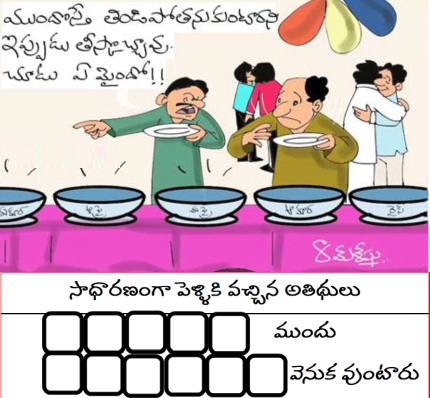 ముందొస్తే తిండిపోతనుకుంటారని
ఇప్పుడు తీస్కొచ్చావు.
చూడు ఏ మైందో!!
రైస్
సాధారణంగా పెళ్ళికి వచ్చిన అతిథులు
ముందు
వెనుక వుంటారు